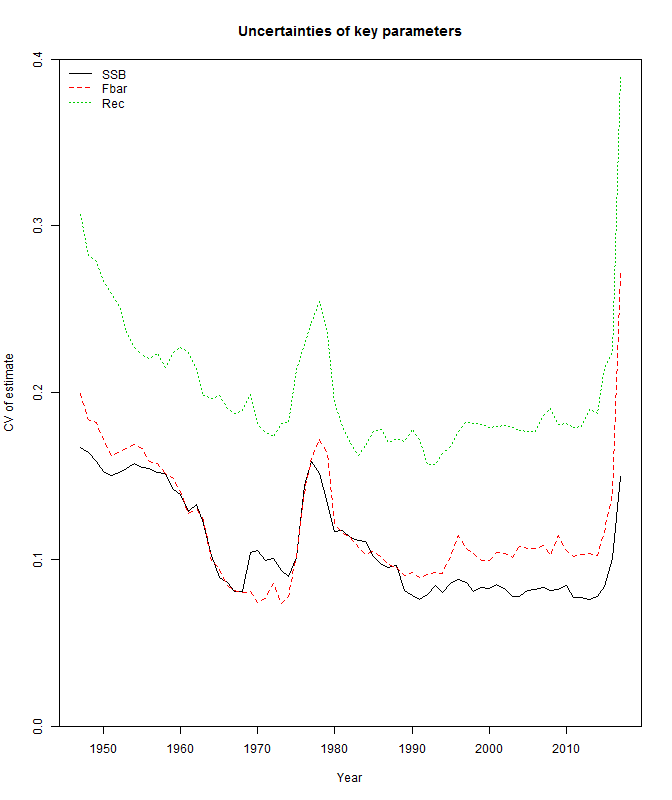 Uncertainties of key parameters
SSB
Fbar
Rec
CV of estimate
0.4
0.3
0.2
0.1
0.0
1950 1960 1970 1980 1990 2000 2010
Year